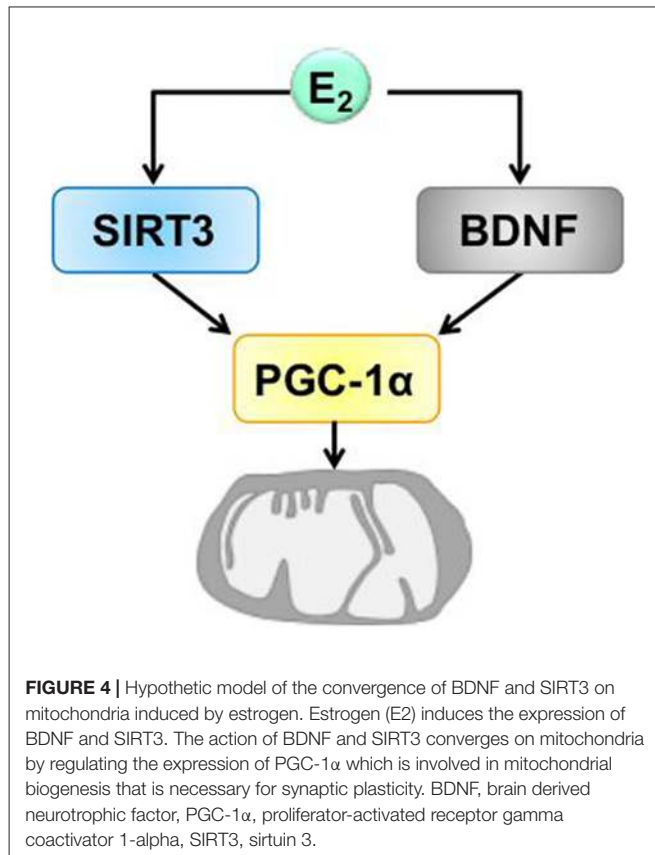 E₂
SIRT3
BDNF
PGC-1α
FIGURE 4 | Hypothetic model of the convergence of BDNF and SIRT3 on
mitochondria induced by estrogen. Estrogen (E2) induces the expression of
BDNF and SIRT3. The action of BDNF and SIRT3 converges on mitochondria
by regulating the expression of PGC-1α which is involved in mitochondrial
biogenesis that is necessary for synaptic plasticity. BDNF, brain derived
neurotrophic factor, PGC-1α, proliferator-activated receptor gamma
coactivator 1-alpha, SIRT3, sirtuin 3.